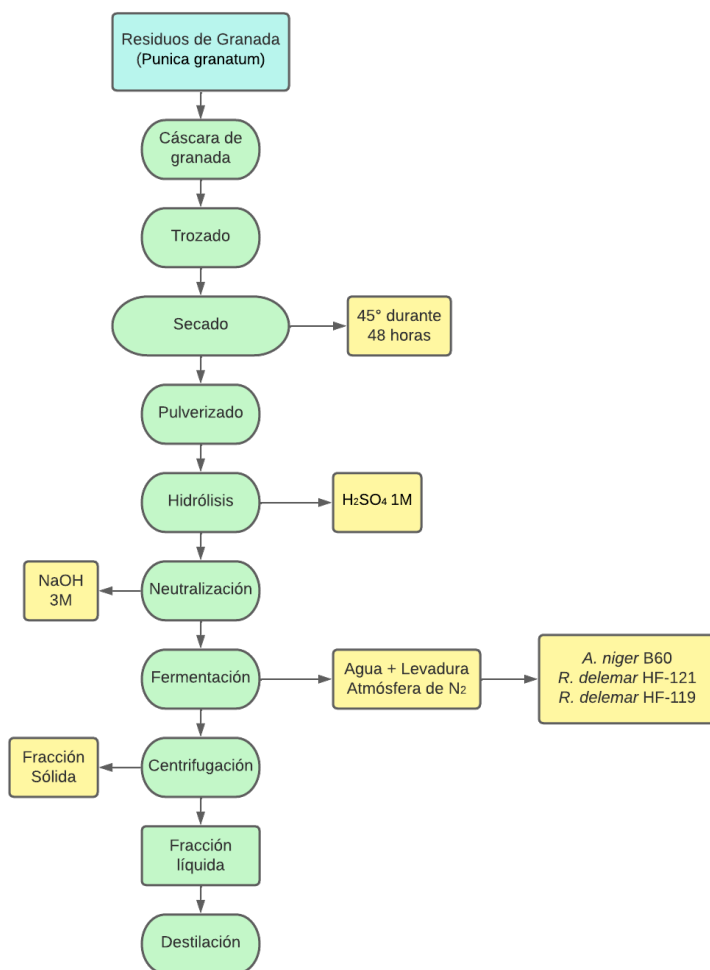 Residuos de Granada
(Punica granatum)
Cáscara de
granada
Trozado
Secado
45° durante
48 horas
Pulverizado
Hidrólisis
H₂SO₄ 1M
NaOH
3M
Neutralización
Fermentación
Agua + Levadura
Atmósfera de N₂
A. niger B60
R. delemar HF-121
R. delemar HF-119
Fracción
Sólida
Centrifugación
Fracción
líquida
Destilación